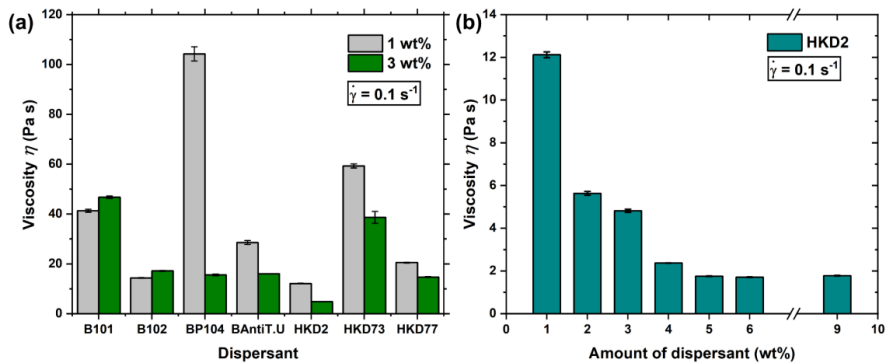 (a)
1 wt%
3 wt%
γ̇ = 0.1 s⁻¹
Viscosity η (Pa s)
120
100
80
60
40
20
0
B101 B102 BP104 BAntiT.U HKD2 HKD73 HKD77
Dispersant
(b)
HKD2
γ̇ = 0.1 s⁻¹
Viscosity η (Pa s)
14
12
10
8
6
4
2
0
0 1 2 3 4 5 6 9 10
Amount of dispersant (wt%)